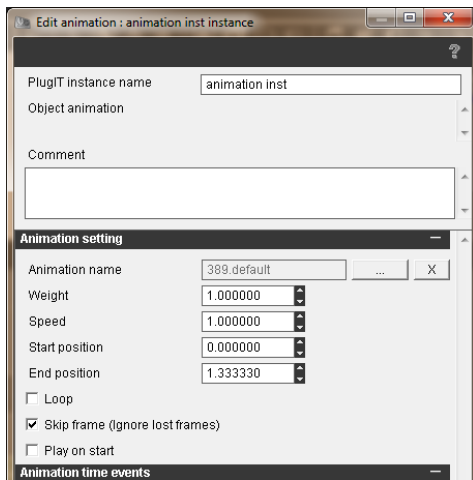 Edit animation : animation inst instance
?
PlugIT instance name animation inst
Object animation
Comment
Animation setting
Animation name 389.default ... X
Weight 1.000000
Speed 1.000000
Start position 0.000000
End position 1.333330
Loop
Skip frame (Ignore lost frames)
Play on start
Animation time events